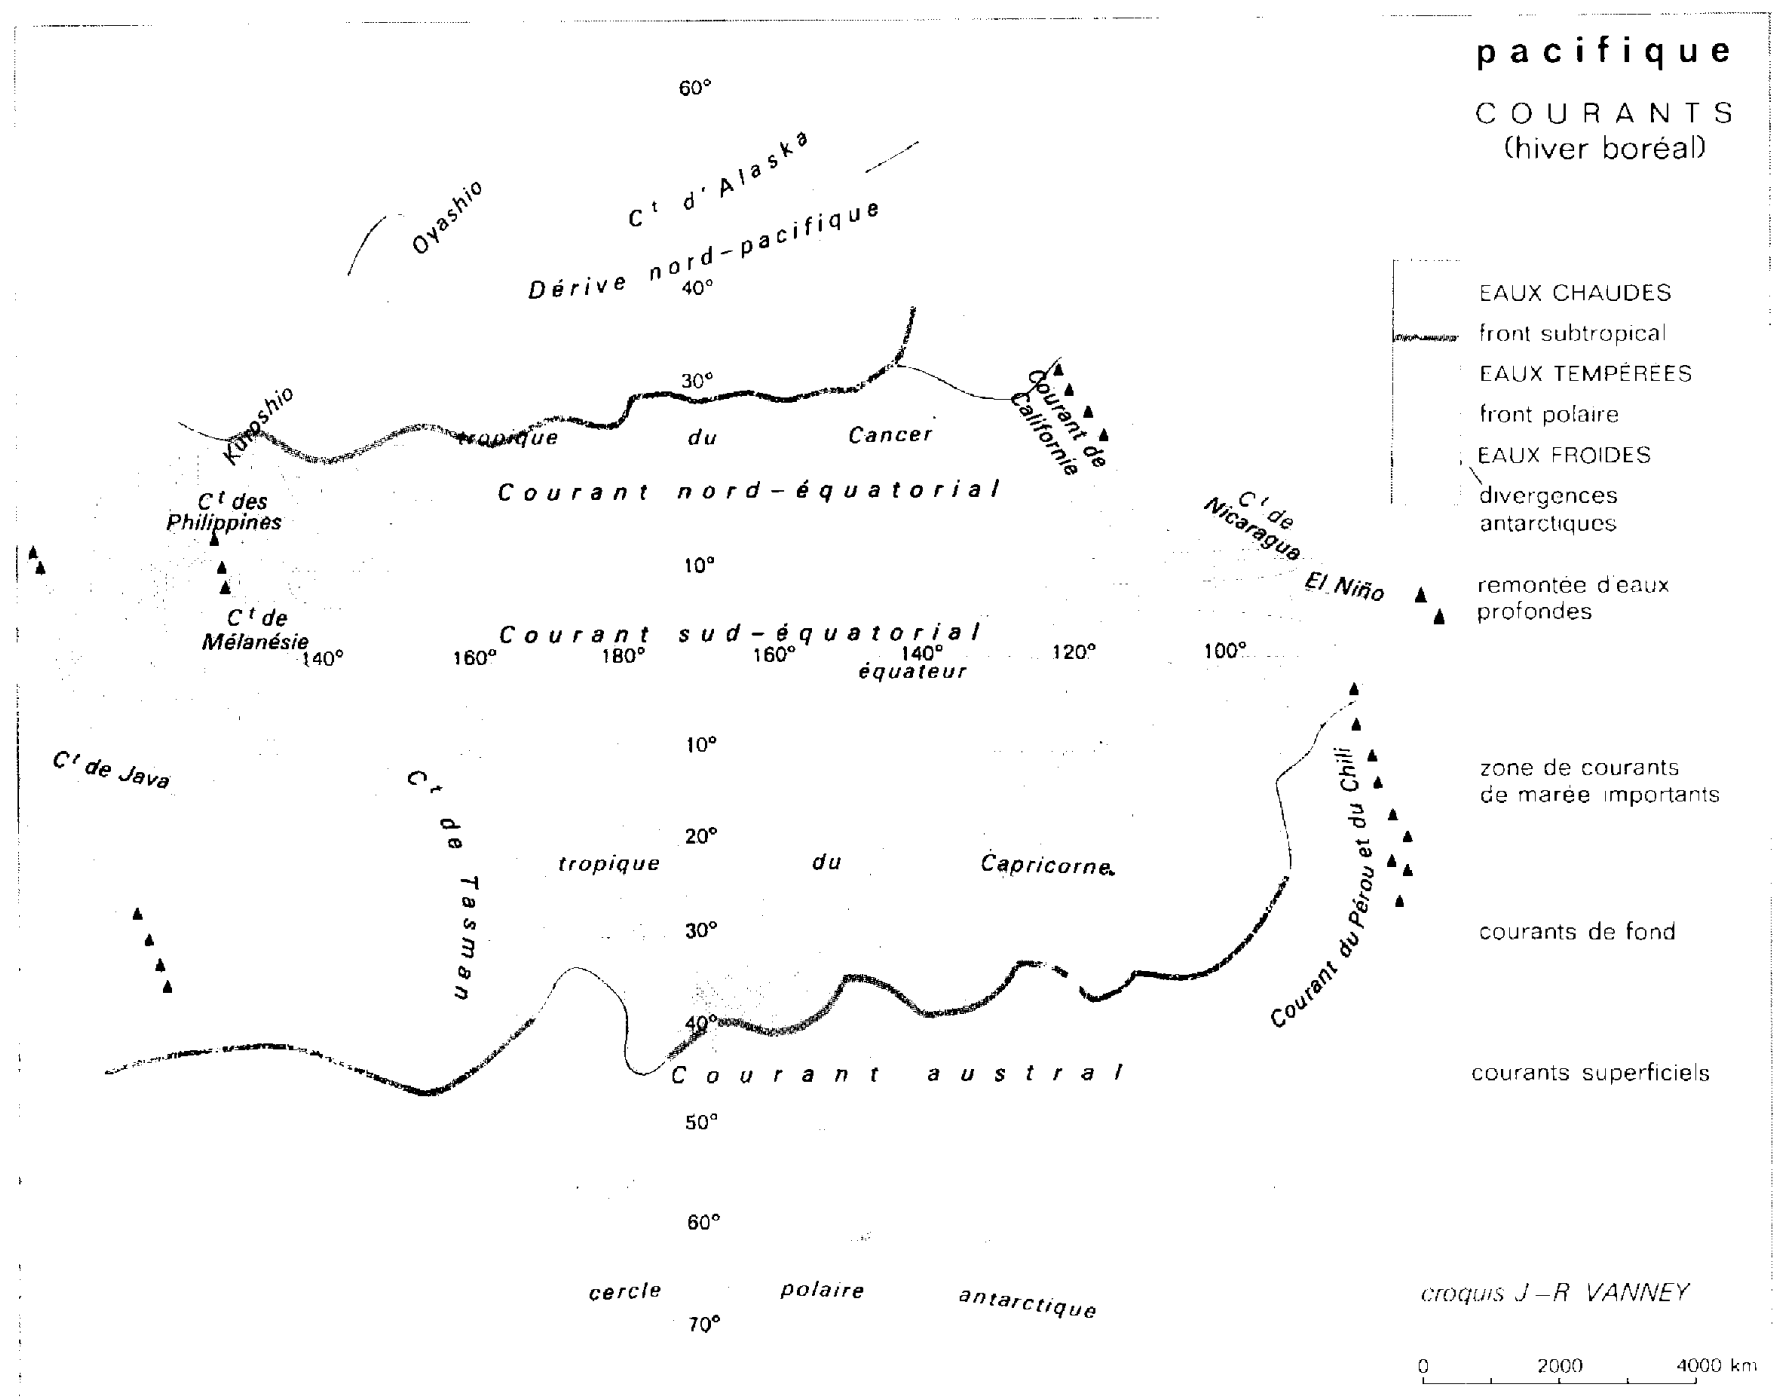 pacifique
COURANTS
(hiver boréal)
60°
Ct d'Alaska
Oyashio
Dérive nord-pacifique
40°
EAUX CHAUDES
front subtropical
EAUX TEMPÉRÉES
front polaire
EAUX FROIDES
divergences
antarctiques
remontée d'eaux
profondes
zone de courants
de marée importants
courants de fond
courants superficiels
30°
Kuroshio
Courant de
Californie
tropique du Cancer
Courant nord-équatorial
Ct des
Philippines
Ct de
Nicaragua
10°
El Niño
Ct de
Mélanésie
Courant sud-équatorial
140° 160° 180° 160° 140° 120° 100°
équateur
10°
Ct de Java
Ct de Tasman
20°
tropique du Capricorne
Courant du Pérou et du Chili
30°
40°
Courant austral
50°
60°
cercle polaire antarctique
70°
croquis J-R VANNEY
0 2000 4000 km